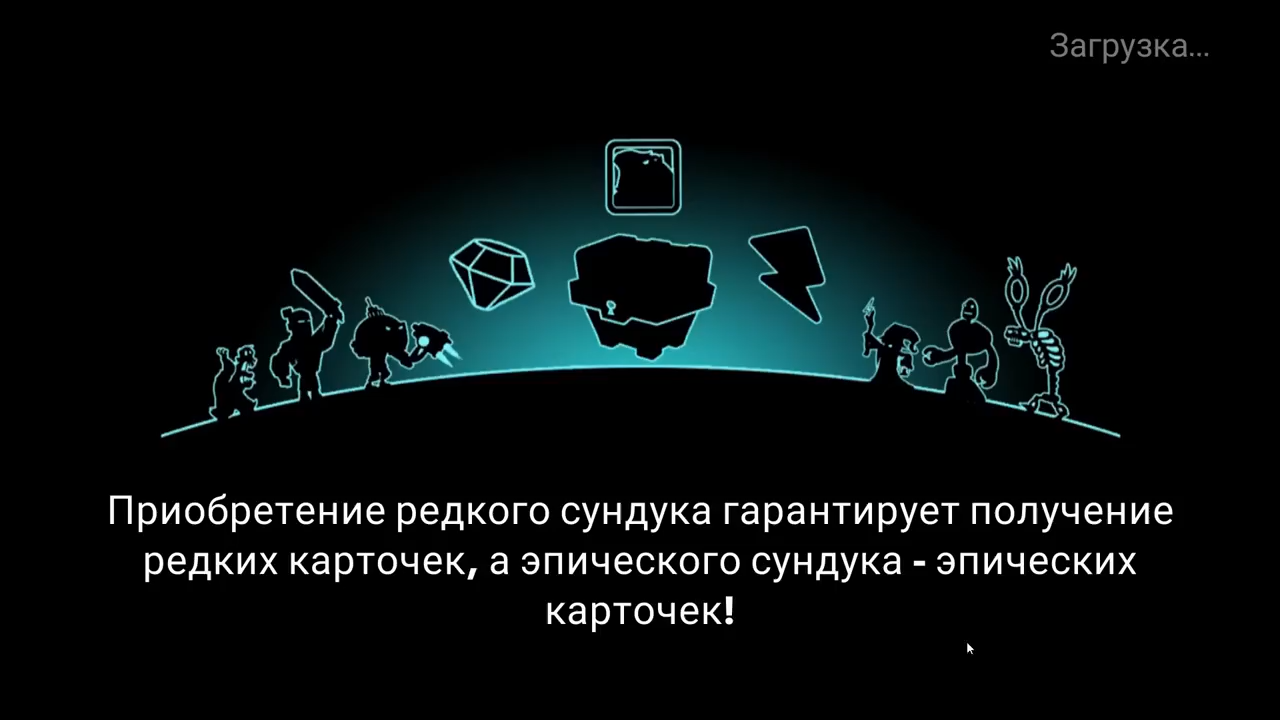 Загрузка...
Приобретение редкого сундука гарантирует получение
редких карточек, а эпического сундука - эпических
карточек!